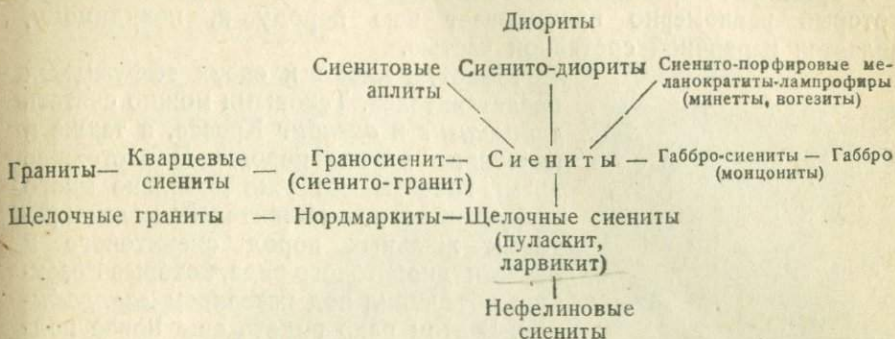 Диориты
Сиенитовые аплиты
Сиенито-диориты
Сиенито-порфировые ме-
ланократиты-лампрофиры
(минетты, вогезиты)
Граниты— Кварцевые сиениты — Граносиенит— (сиенито-гранит) Сиениты — Габбро-сиениты — Габбро
(монцониты)
Щелочные граниты — Нордмаркиты—Щелочные сиениты
(пуласкит,
ларвикит)
Нефелиновые
сиениты